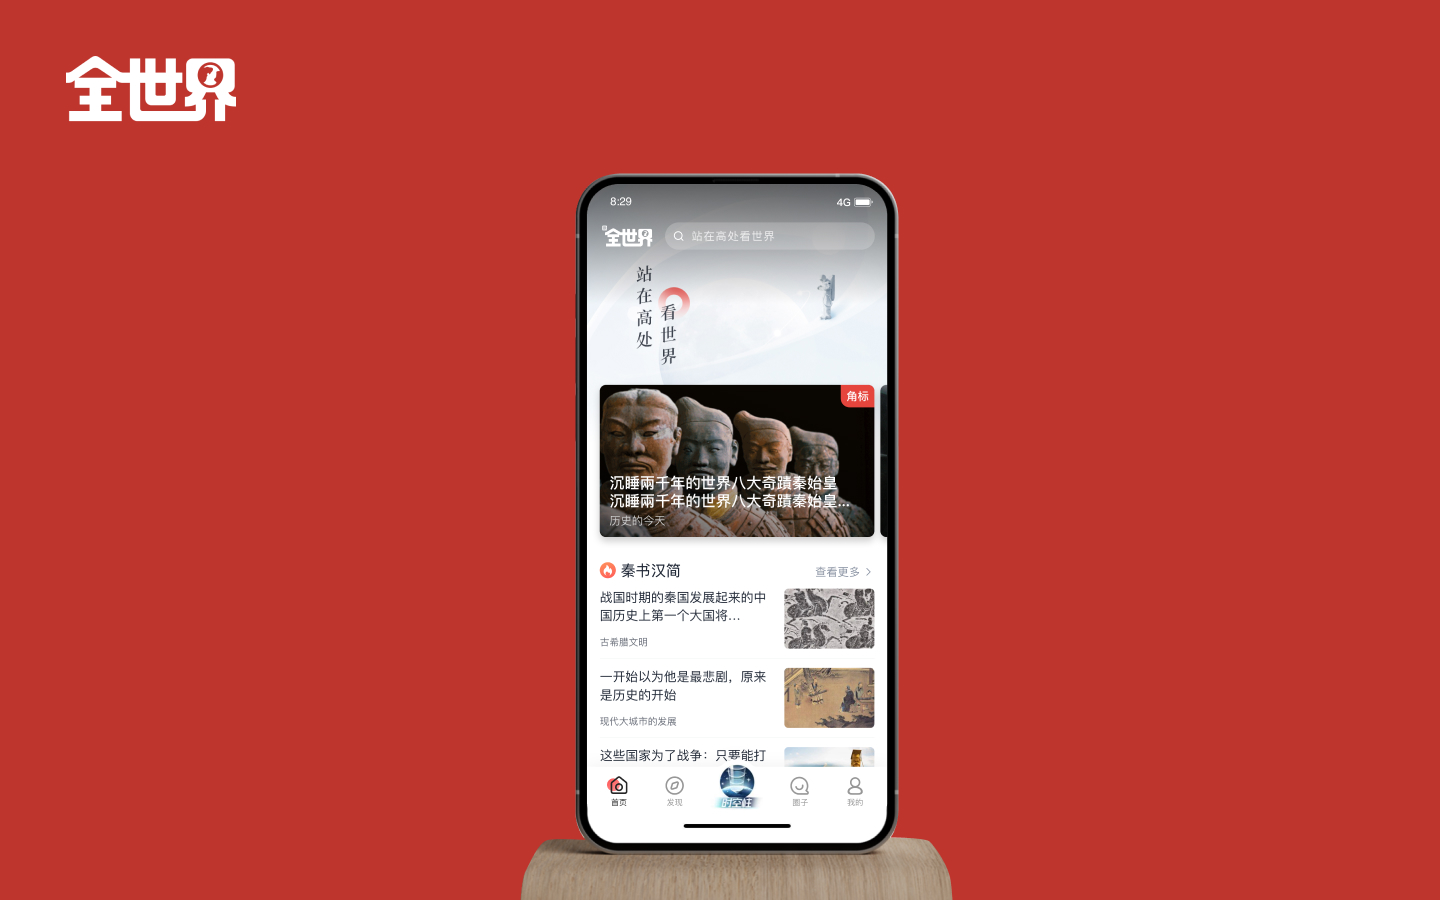 全世界
8:29
4G
全世界
站在高处看世界
站在高处
看世界
角标
沉睡兩千年的世界八大奇蹟秦始皇
沉睡兩千年的世界八大奇蹟秦始皇...
历史的今天
秦书汉简
查看更多
战国时期的秦国发展起来的中
国历史上第一个大国将...
古希腊文明
一开始以为他是最悲剧，原来
是历史的开始
现代大城市的发展
这些国家为了战争：只要能打
首页
发现
时空征
圈子
我的